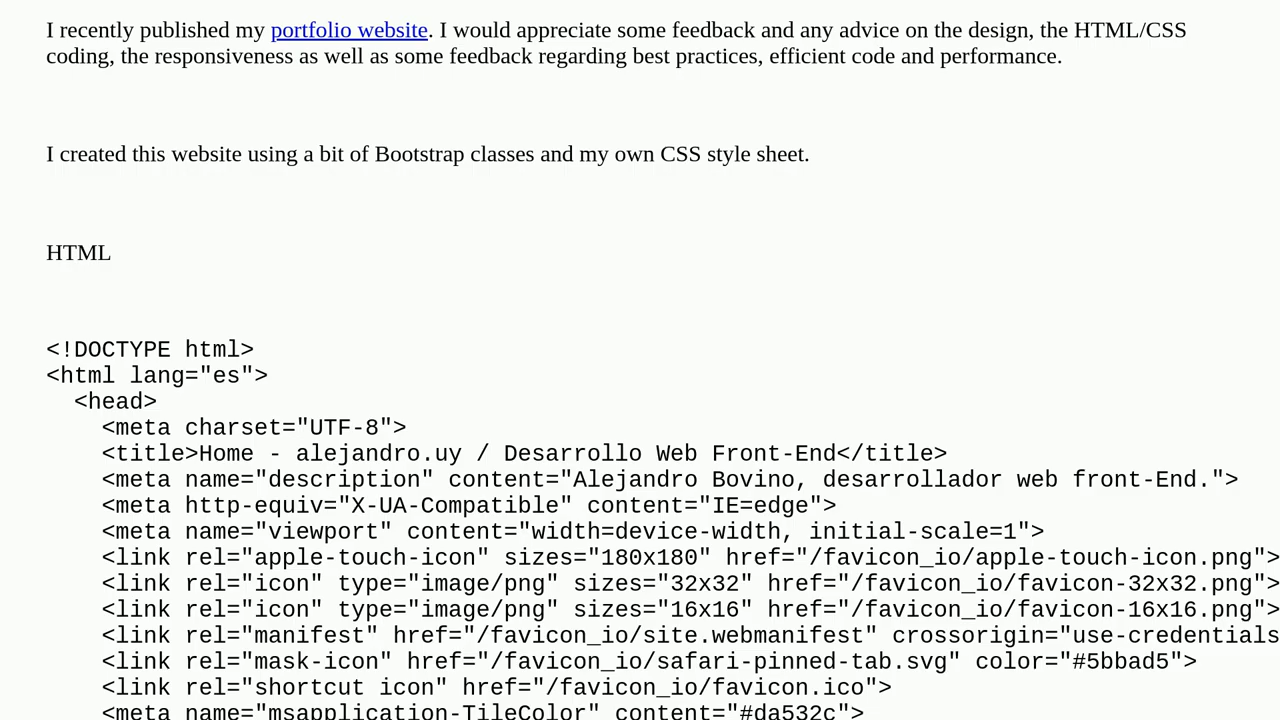 I recently published my portfolio website. I would appreciate some feedback and any advice on the design, the HTML/CSS
coding, the responsiveness as well as some feedback regarding best practices, efficient code and performance.
I created this website using a bit of Bootstrap classes and my own CSS style sheet.
HTML
<!DOCTYPE html>
<html lang="es">
  <head>
    <meta charset="UTF-8">
    <title>Home - alejandro.uy / Desarrollo Web Front-End</title>
    <meta name="description" content="Alejandro Bovino, desarrollador web front-End.">
    <meta http-equiv="X-UA-Compatible" content="IE=edge">
    <meta name="viewport" content="width=device-width, initial-scale=1">
    <link rel="apple-touch-icon" sizes="180x180" href="/favicon_io/apple-touch-icon.png">
    <link rel="icon" type="image/png" sizes="32x32" href="/favicon_io/favicon-32x32.png">
    <link rel="icon" type="image/png" sizes="16x16" href="/favicon_io/favicon-16x16.png">
    <link rel="manifest" href="/favicon_io/site.webmanifest" crossorigin="use-credentials
    <link rel="mask-icon" href="/favicon_io/safari-pinned-tab.svg" color="#5bbad5">
    <link rel="shortcut icon" href="/favicon_io/favicon.ico">
    <meta name="msapplication-TileColor" content="#da532c">